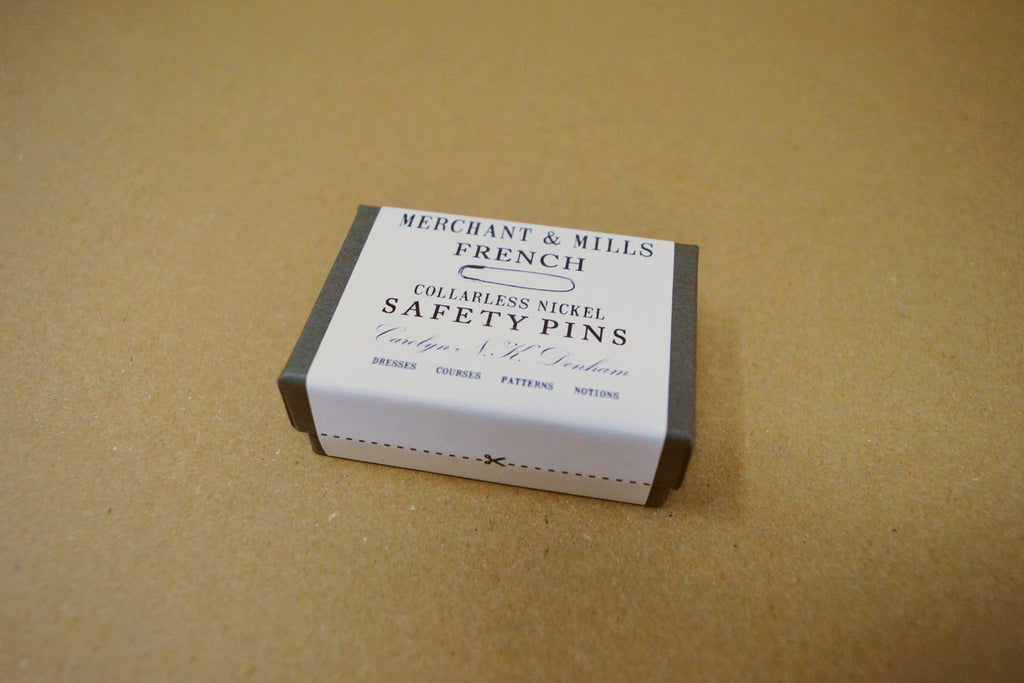 MERCHANT & MILLS
FRENCH
COLLARLESS NICKEL
SAFETY PINS
Carolyn N.K. Denham
DRESSES COURSES PATTERNS NOTIONS